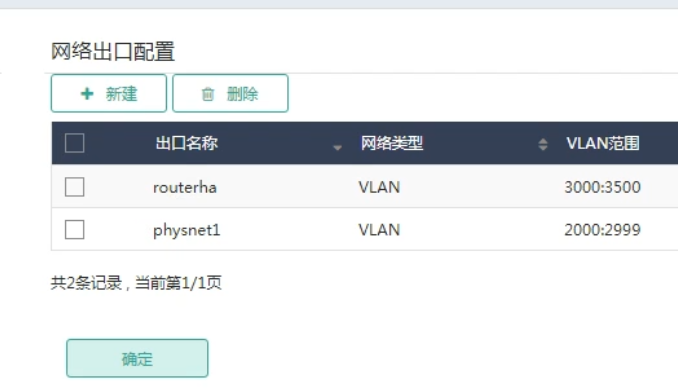 网络出口配置
新建 删除
出口名称 网络类型 VLAN范围
routerha VLAN 3000:3500
physnet1 VLAN 2000:2999
共2条记录 , 当前第1/1页
确定